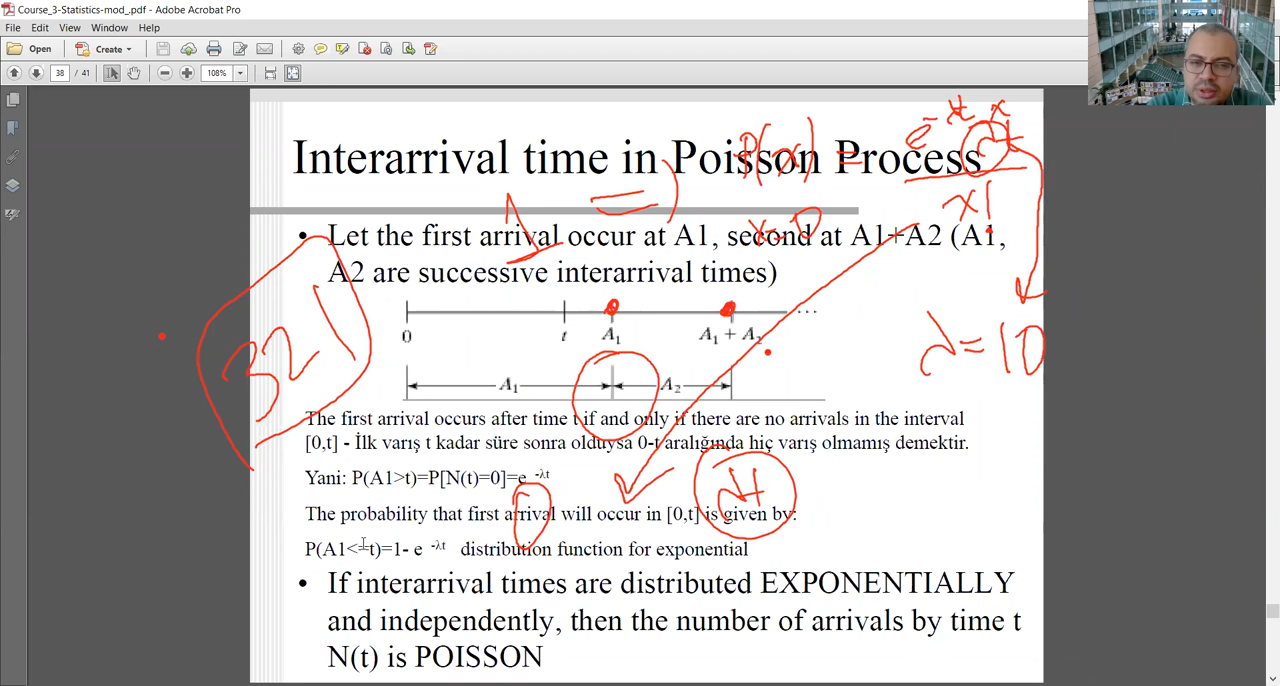 Course_3-Statistics-mod_.pdf - Adobe Acrobat Pro
File Edit View Window Help
Open Create
38 / 41 108%
Interarrival time in Poisson Process
P(x) =
x!
x=0
• Let the first arrival occur at A1, second at A1+A2 (A1,
A2 are successive interarrival times)
0 t A1 A1 + A2 ...
λ=10
321
A1 A2
The first arrival occurs after time t if and only if there are no arrivals in the interval
[0,t] - İlk varış t kadar süre sonra olduysa 0-t aralığında hiç varış olmamış demektir.
Yani: P(A1>t)=P[N(t)=0]=e -λt
λt
The probability that first arrival will occur in [0,t] is given by:
P(A1<=t)=1- e -λt distribution function for exponential
• If interarrival times are distributed EXPONENTIALLY
and independently, then the number of arrivals by time t
N(t) is POISSON